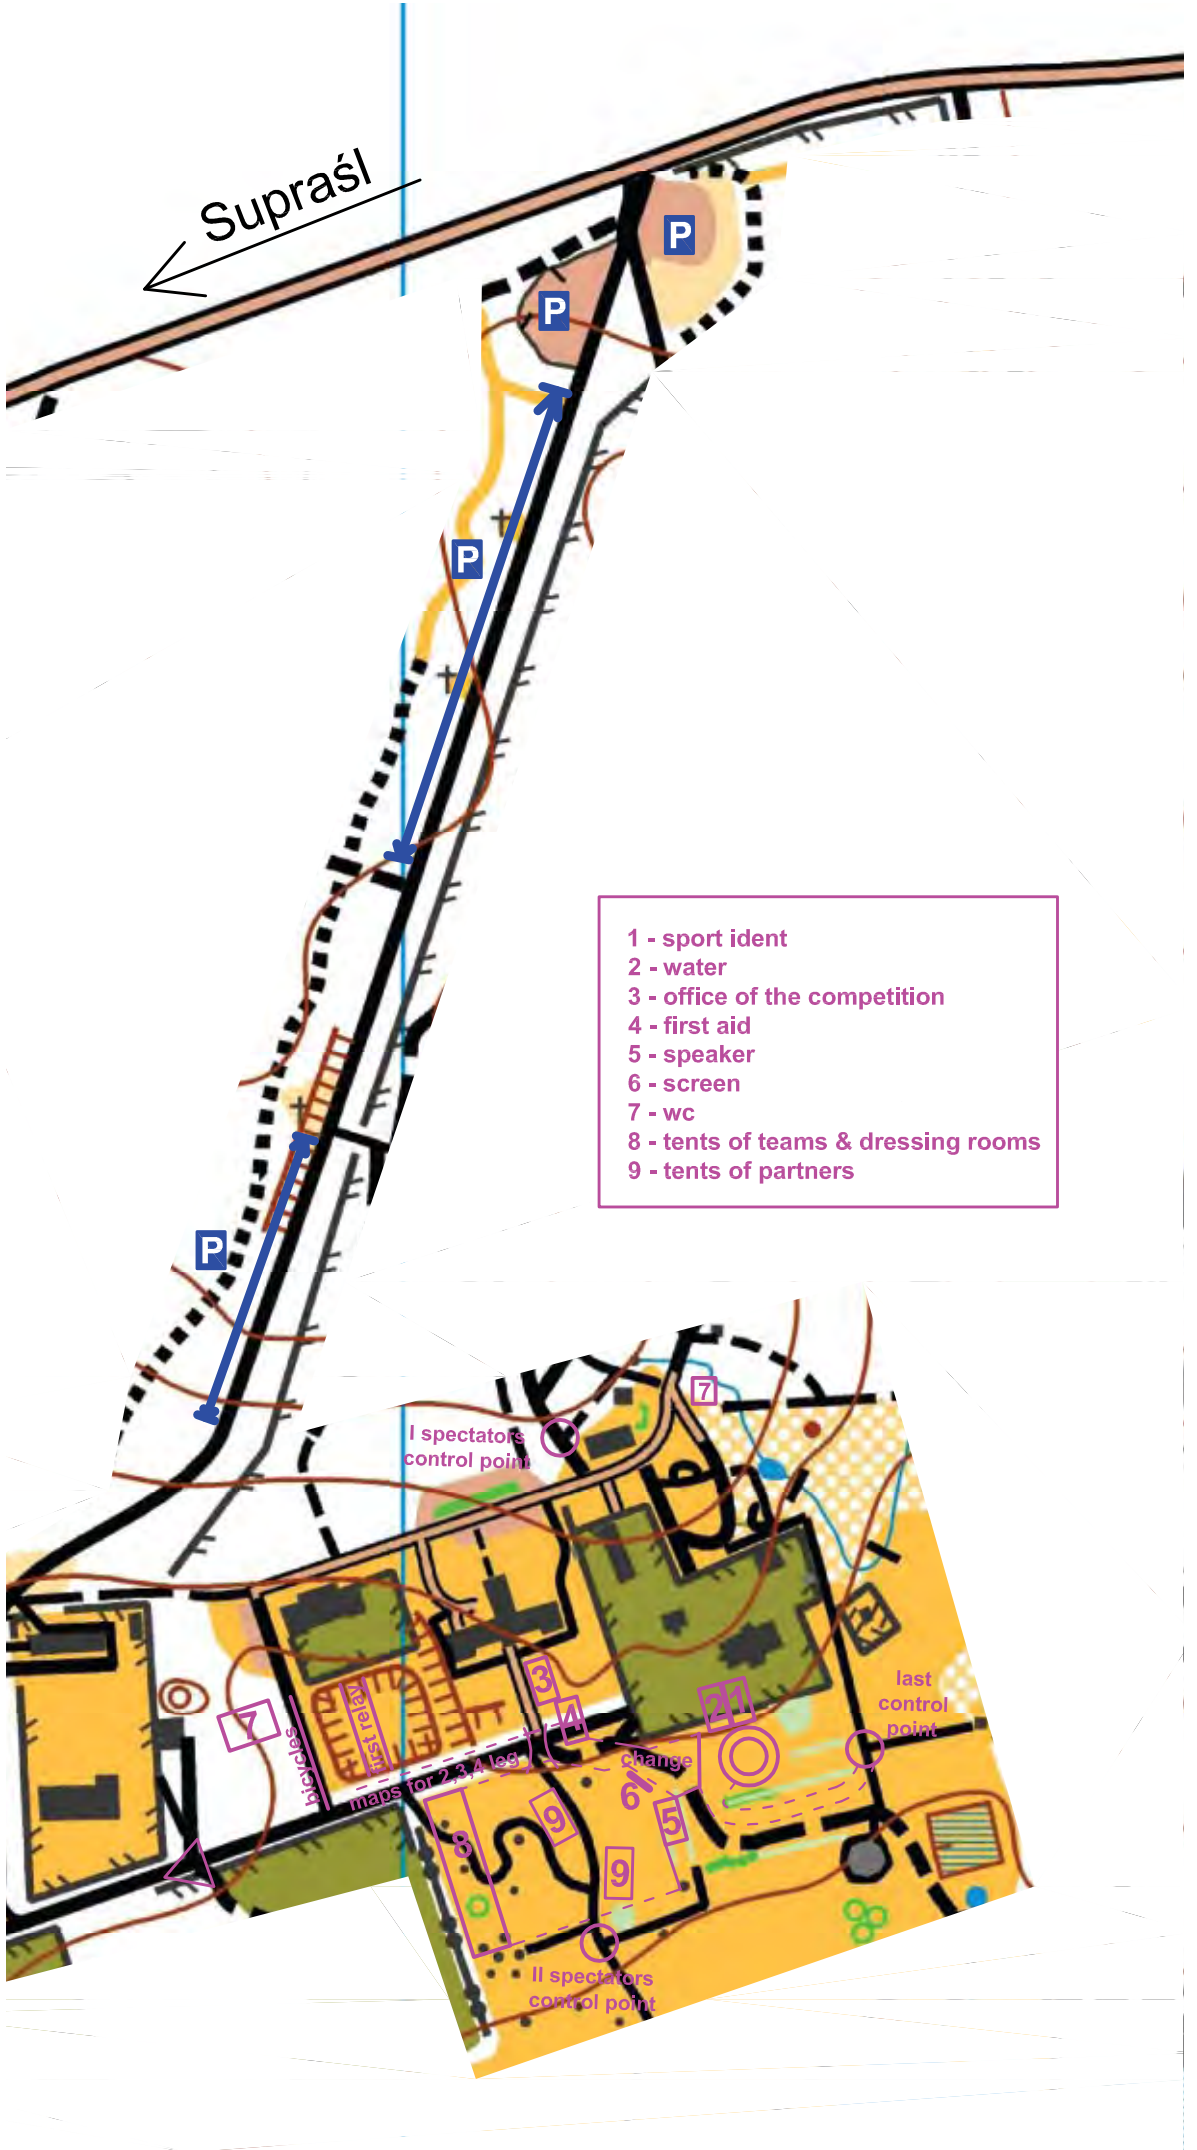 Supraśl
P
P
P
1 - sport ident
2 - water
3 - office of the competition
4 - first aid
5 - speaker
6 - screen
7 - wc
8 - tents of teams & dressing rooms
9 - tents of partners
P
7
I spectators
control point
3
4
2 1
last
control
point
7
bicycles
first relay
maps for 2,3,4 leg
change
6
5
9
8
9
II spectators
control point